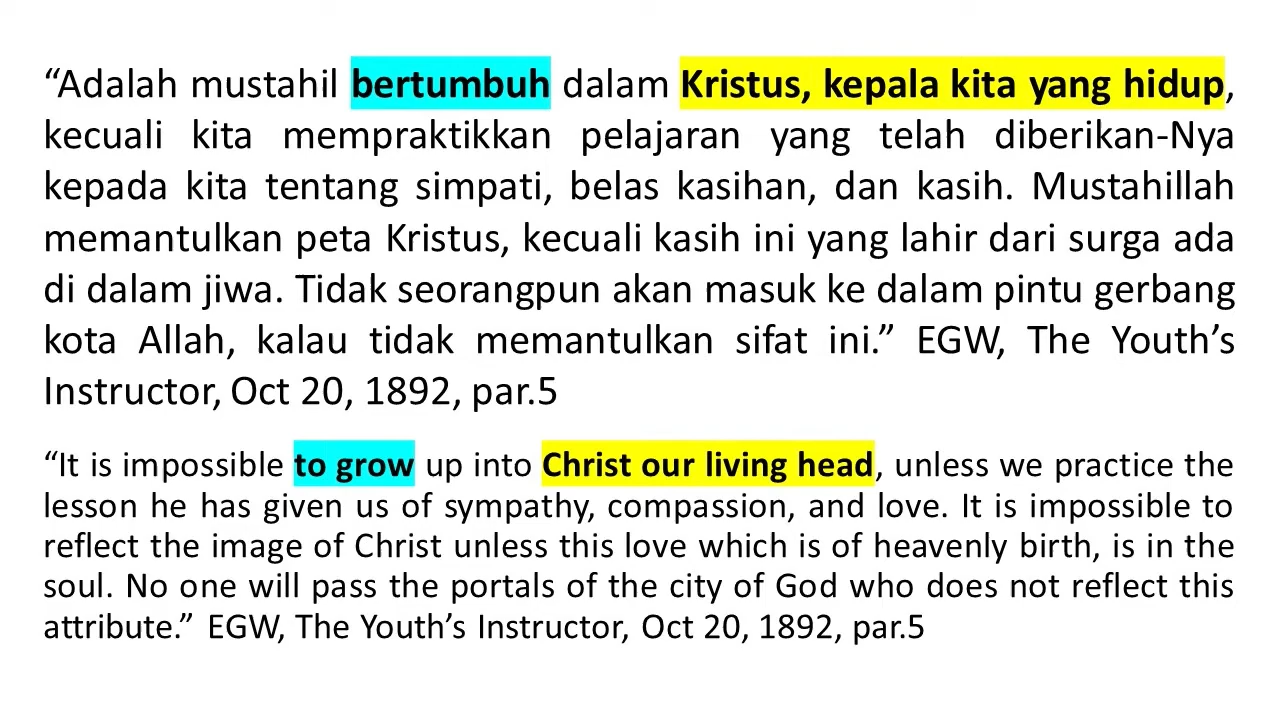 “Adalah mustahil bertumbuh dalam Kristus, kepala kita yang hidup,
kecuali kita mempraktikkan pelajaran yang telah diberikan-Nya
kepada kita tentang simpati, belas kasihan, dan kasih. Mustahillah
memantulkan peta Kristus, kecuali kasih ini yang lahir dari surga ada
di dalam jiwa. Tidak seorangpun akan masuk ke dalam pintu gerbang
kota Allah, kalau tidak memantulkan sifat ini.” EGW, The Youth’s
Instructor, Oct 20, 1892, par.5
“It is impossible to grow up into Christ our living head, unless we practice the
lesson he has given us of sympathy, compassion, and love. It is impossible to
reflect the image of Christ unless this love which is of heavenly birth, is in the
soul. No one will pass the portals of the city of God who does not reflect this
attribute.” EGW, The Youth’s Instructor, Oct 20, 1892, par.5